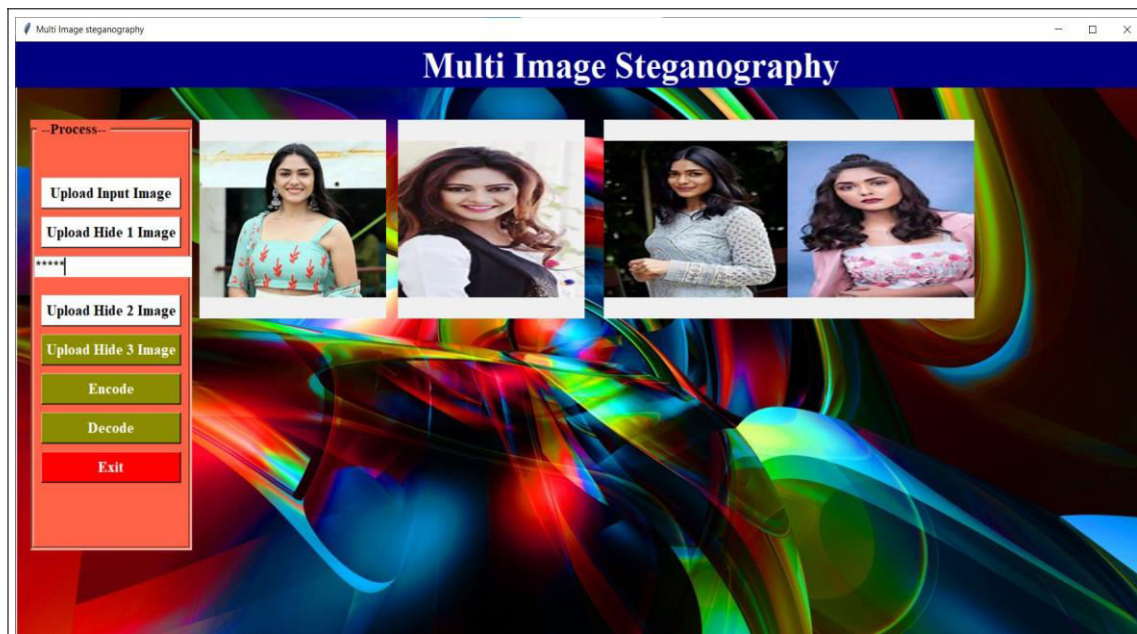 Multi Image steganography
Multi Image Steganography
--Process--
Upload Input Image
Upload Hide 1 Image
*****
Upload Hide 2 Image
Upload Hide 3 Image
Encode
Decode
Exit